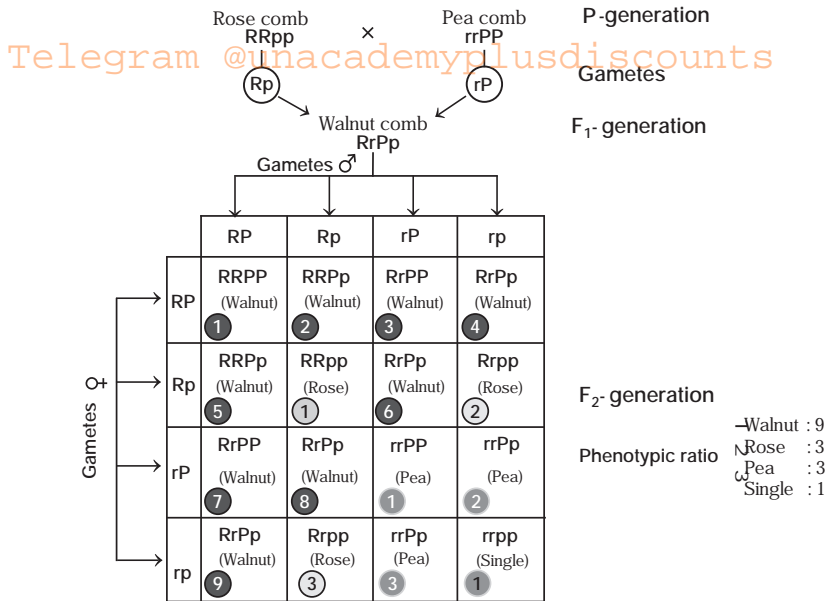 Rose comb × Pea comb P-generation
RRpp rrPP
Telegram @unacademyplusdiscounts
Rp rP Gametes
Walnut comb F₁- generation
RrPp
Gametes ♂
RP Rp rP rp
RP RRPP RRPp RrPP RrPp
(Walnut) (Walnut) (Walnut) (Walnut)
1 2 3 4
Gametes ♀
Rp RRPp RRpp RrPp Rrpp
(Walnut) (Rose) (Walnut) (Rose)
5 1 6 2
F₂- generation
rP RrPP RrPp rrPP rrPp
(Walnut) (Walnut) (Pea) (Pea)
7 8 1 2
Phenotypic ratio
Walnut : 9
Rose : 3
Pea : 3
Single : 1
1 2 3
rp RrPp Rrpp rrPp rrpp
(Walnut) (Rose) (Pea) (Single)
9 3 3 1